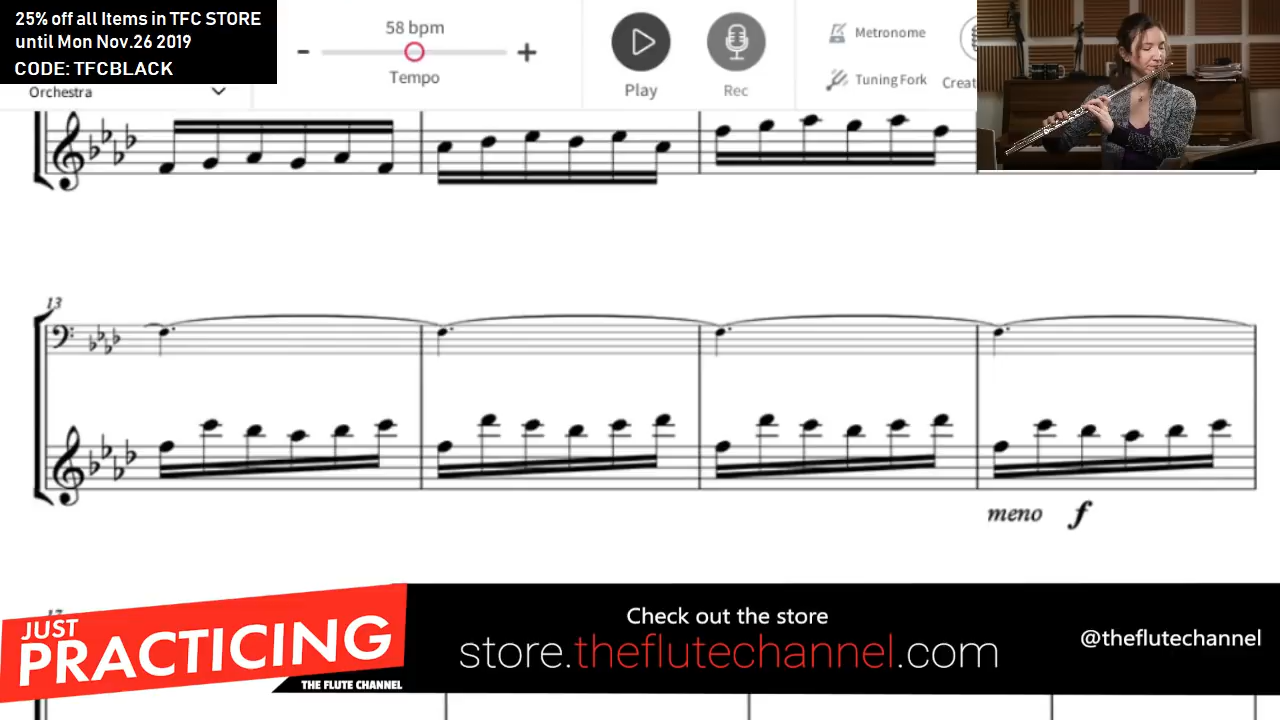 25% off all Items in TFC STORE
until Mon Nov.26 2019
CODE: TFCBLACK
Orchestra
58 bpm
Tempo
Play
Rec
Metronome
Tuning Fork
Creat
13
meno f
JUST
PRACTICING
THE FLUTE CHANNEL
Check out the store
store.theflutechannel.com
@theflutechannel